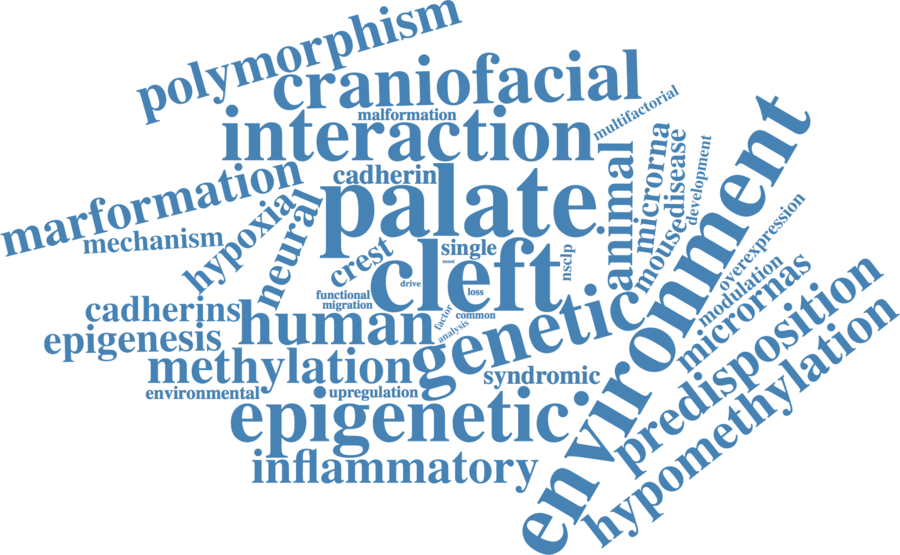 polymorphism
craniofacial
malformation
multifactorial
interaction
marformation
cadherin
palate
animal
microrna
mouse
disease
development
mechanism
hypoxia
neural
crest
single
cleft
nsclp
environment
overexpression
drive
loss
functional
migration
factor
common
analysis
modulation
micrornas
cadherins
epigenesis
human
genetic
methylation
syndromic
predisposition
environmental
upregulation
epigenetic
hypomethylation
inflammatory